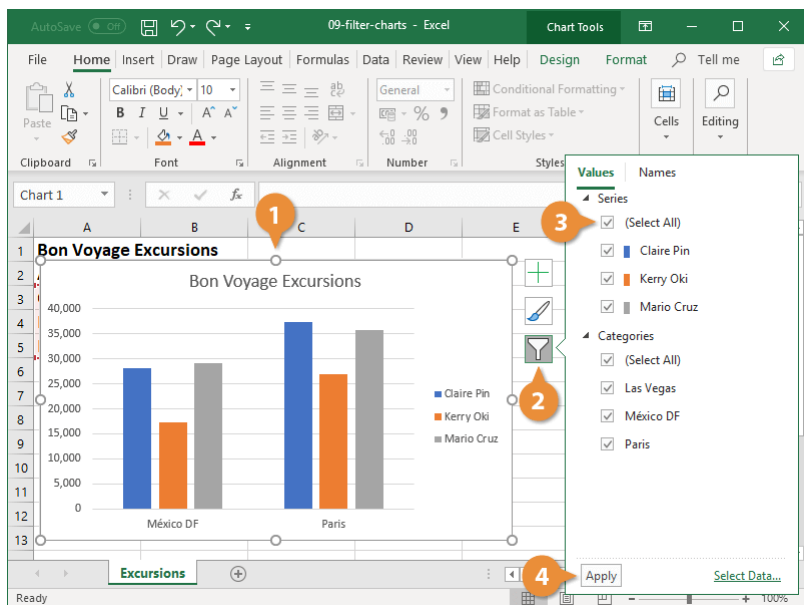 AutoSave Off 09-filter-charts - Excel Chart Tools
File Home Insert Draw Page Layout Formulas Data Review View Help Design Format Tell me
Calibri (Body) 10 General Conditional Formatting
Paste B I U A A Format as Table Cells Editing
A % Cell Styles
Clipboard Font Alignment Number Styles
Chart 1 fx
A B C D E
1 Bon Voyage Excursions
2
3
4
5
6
7
8
9
10
11
12
13
Bon Voyage Excursions
40,000
35,000
30,000
25,000
20,000
15,000
10,000
5,000
0
México DF Paris
Claire Pin
Kerry Oki
Mario Cruz
1
2
3
4
Values Names
Series
(Select All)
Claire Pin
Kerry Oki
Mario Cruz
Categories
(Select All)
Las Vegas
México DF
Paris
Apply Select Data...
Excursions
Ready 100%